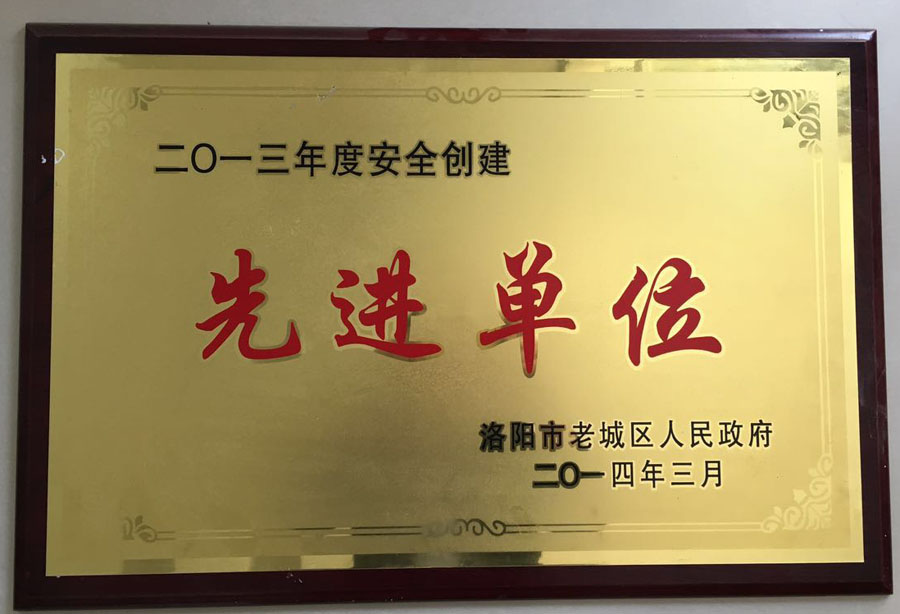 二〇一三年度安全创建
先进单位
洛阳市老城区人民政府
二〇一四年三月